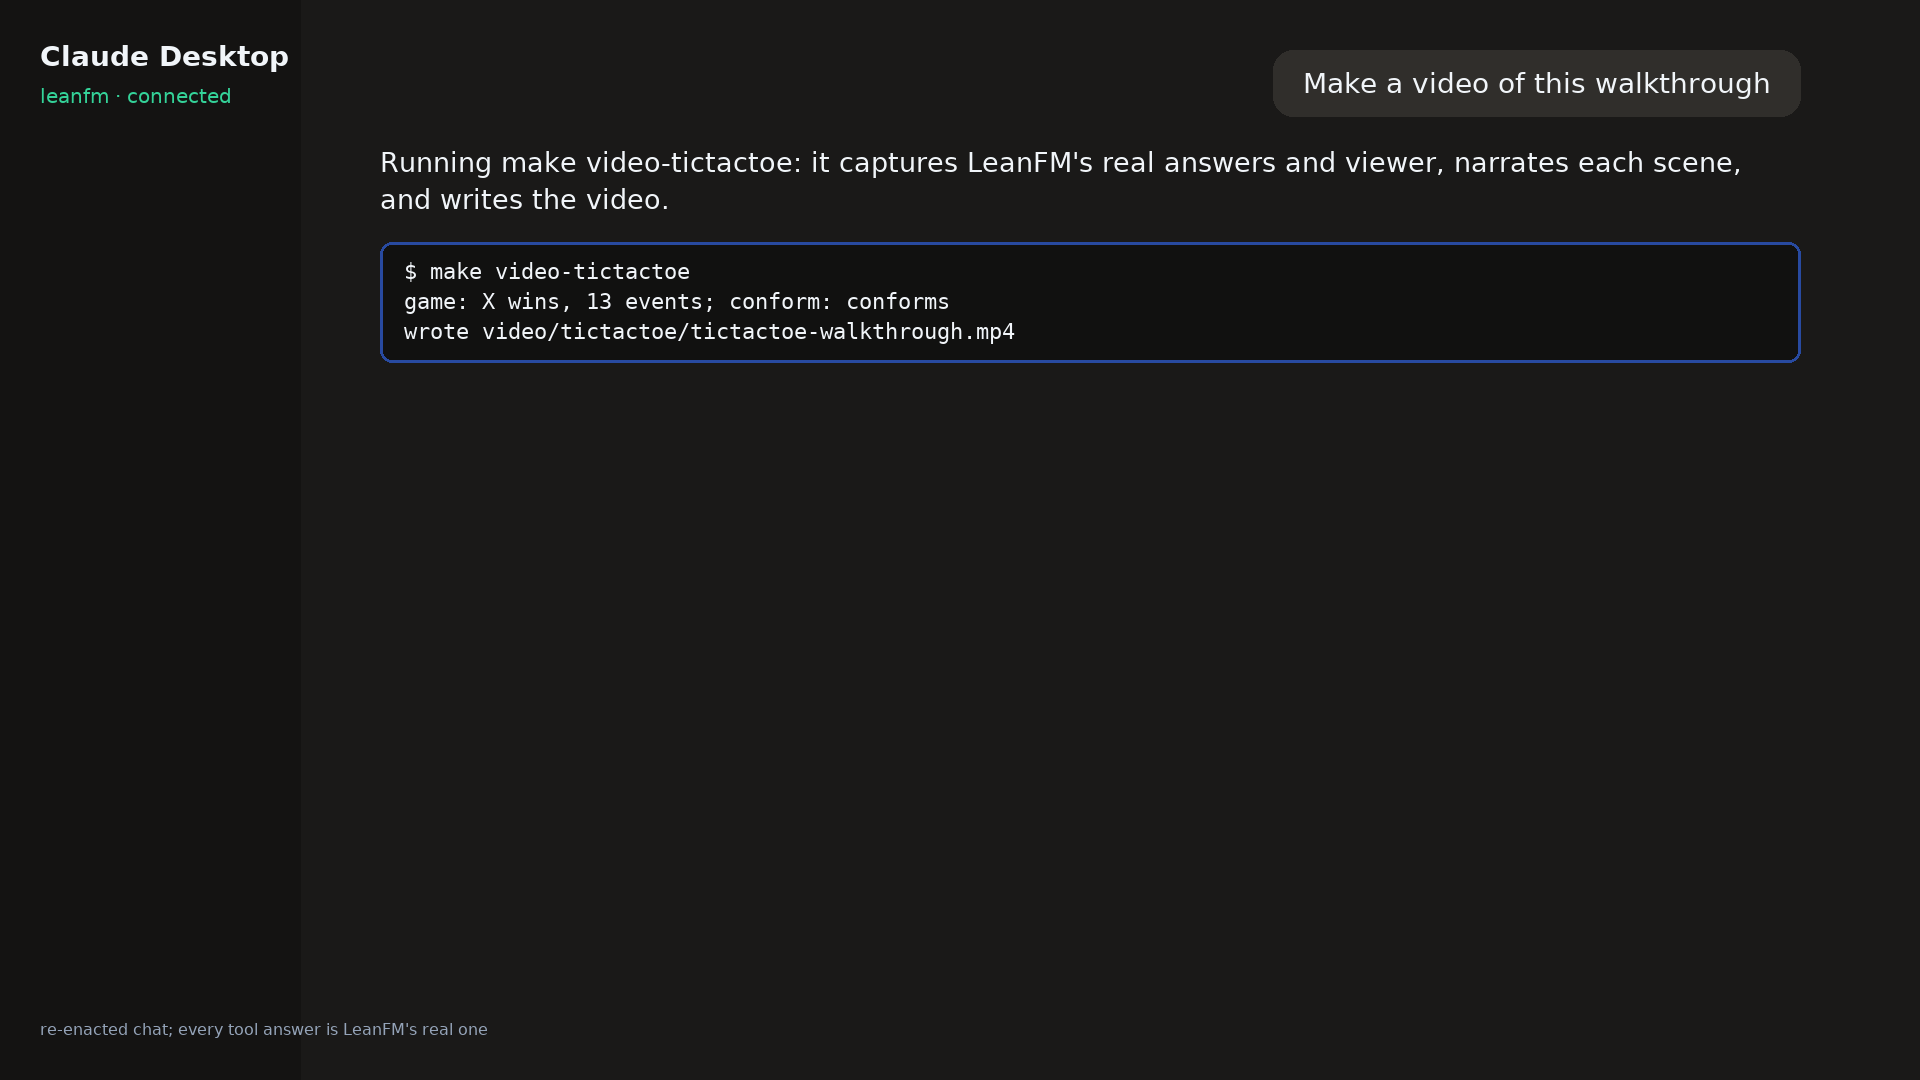 Claude Desktop
leanfm · connected
Make a video of this walkthrough
Running make video-tictactoe: it captures LeanFM's real answers and viewer, narrates each scene,
and writes the video.
$ make video-tictactoe
game: X wins, 13 events; conform: conforms
wrote video/tictactoe/tictactoe-walkthrough.mp4
re-enacted chat; every tool answer is LeanFM's real one